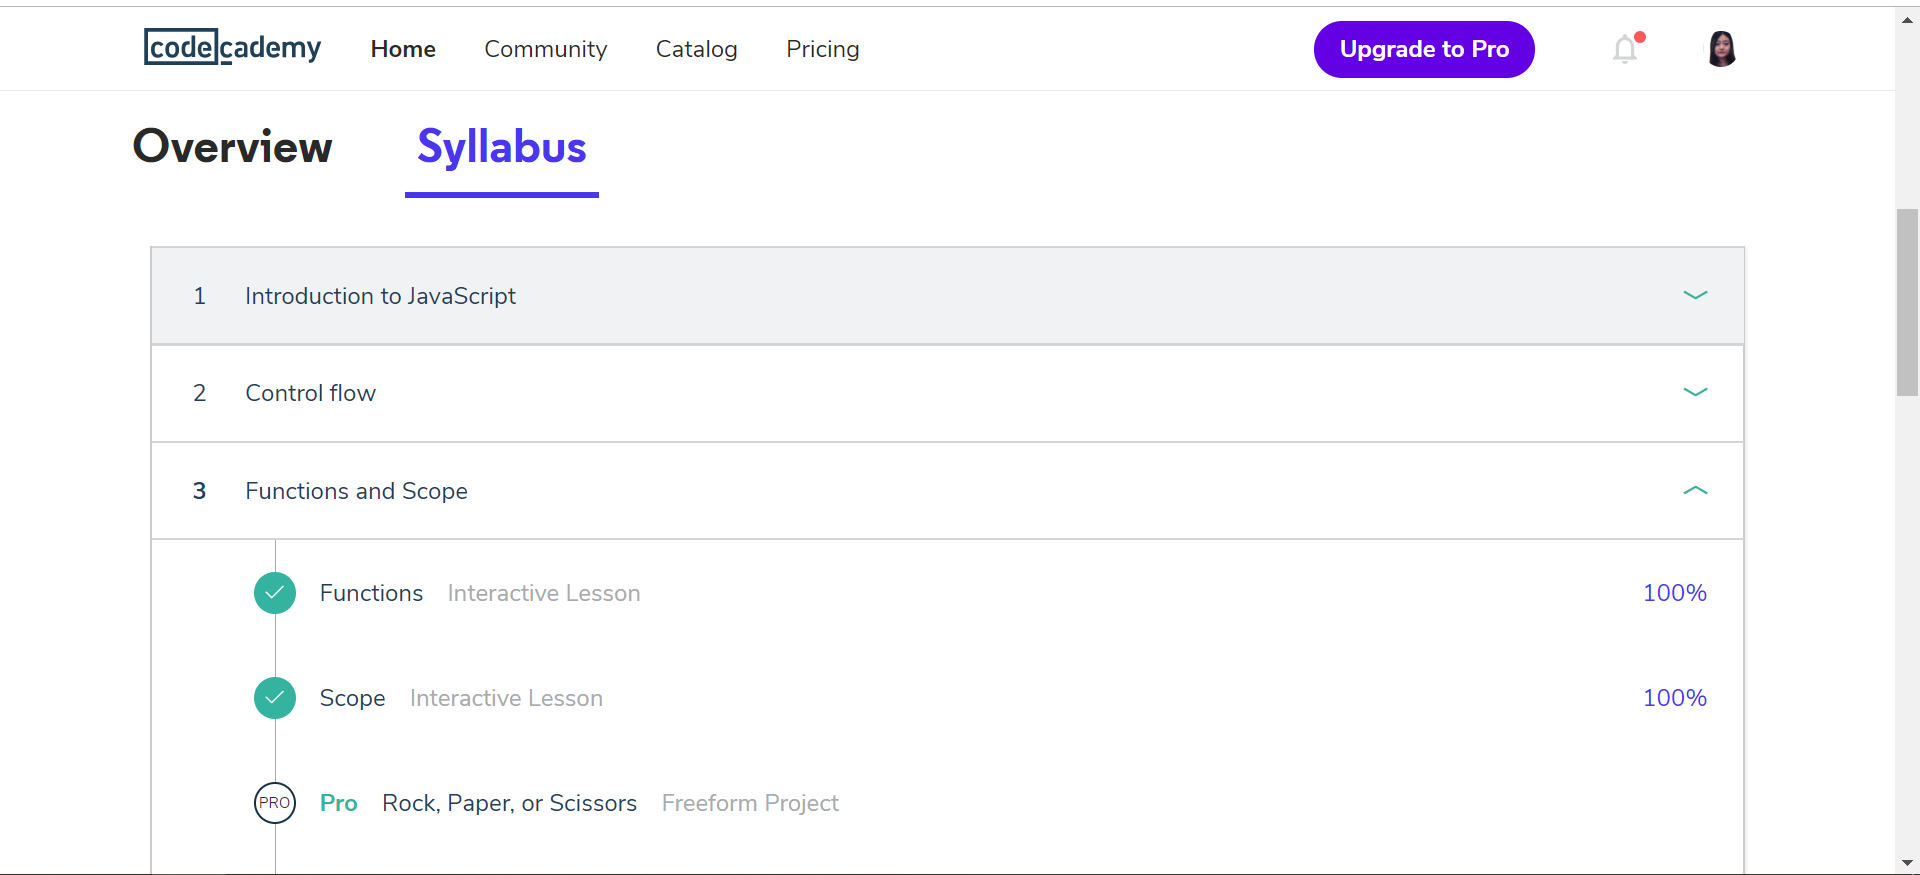 codecademy Home Community Catalog Pricing Upgrade to Pro
Overview Syllabus
1 Introduction to JavaScript
2 Control flow
3 Functions and Scope
Functions Interactive Lesson 100%
Scope Interactive Lesson 100%
PRO Pro Rock, Paper, or Scissors Freeform Project